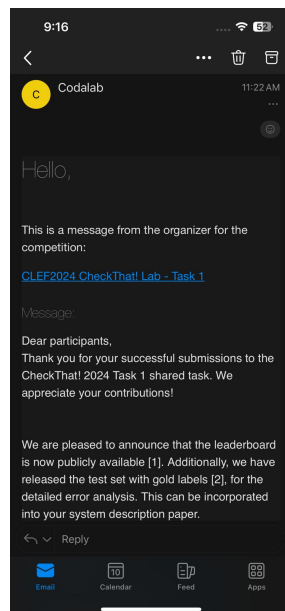 9:16
52
Codalab
C
11:22 AM
Hello,
This is a message from the organizer for the
competition:
CLEF2024 CheckThat! Lab - Task 1
Message:
Dear participants,
Thank you for your successful submissions to the
CheckThat! 2024 Task 1 shared task. We
appreciate your contributions!
We are pleased to announce that the leaderboard
is now publicly available [1]. Additionally, we have
released the test set with gold labels [2], for the
detailed error analysis. This can be incorporated
into your system description paper.
Reply
10
Email
Calendar
Feed
Apps